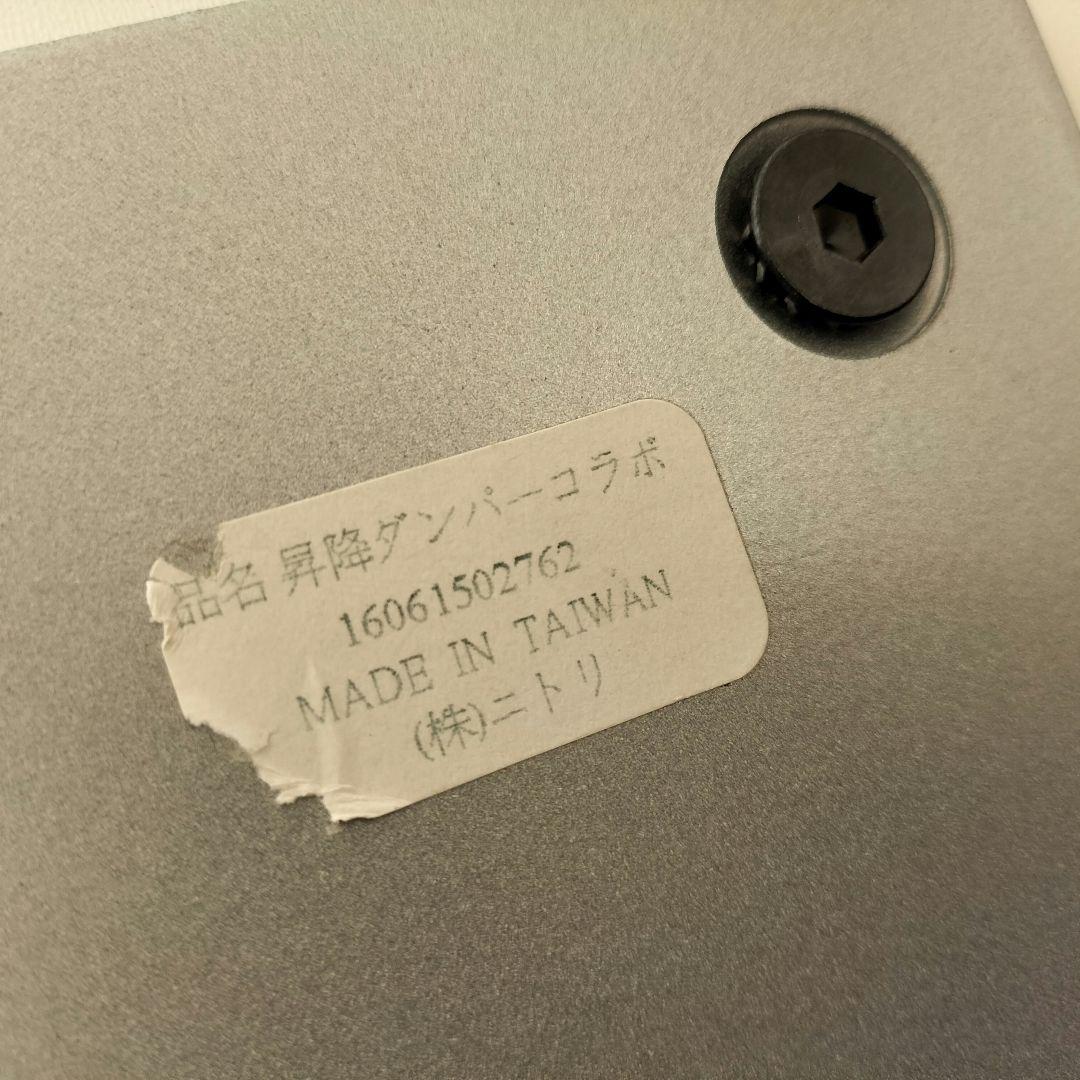 品名 昇降ダンパーコラボ
16061502762
MADE IN TAIWAN
(株)ニトリ